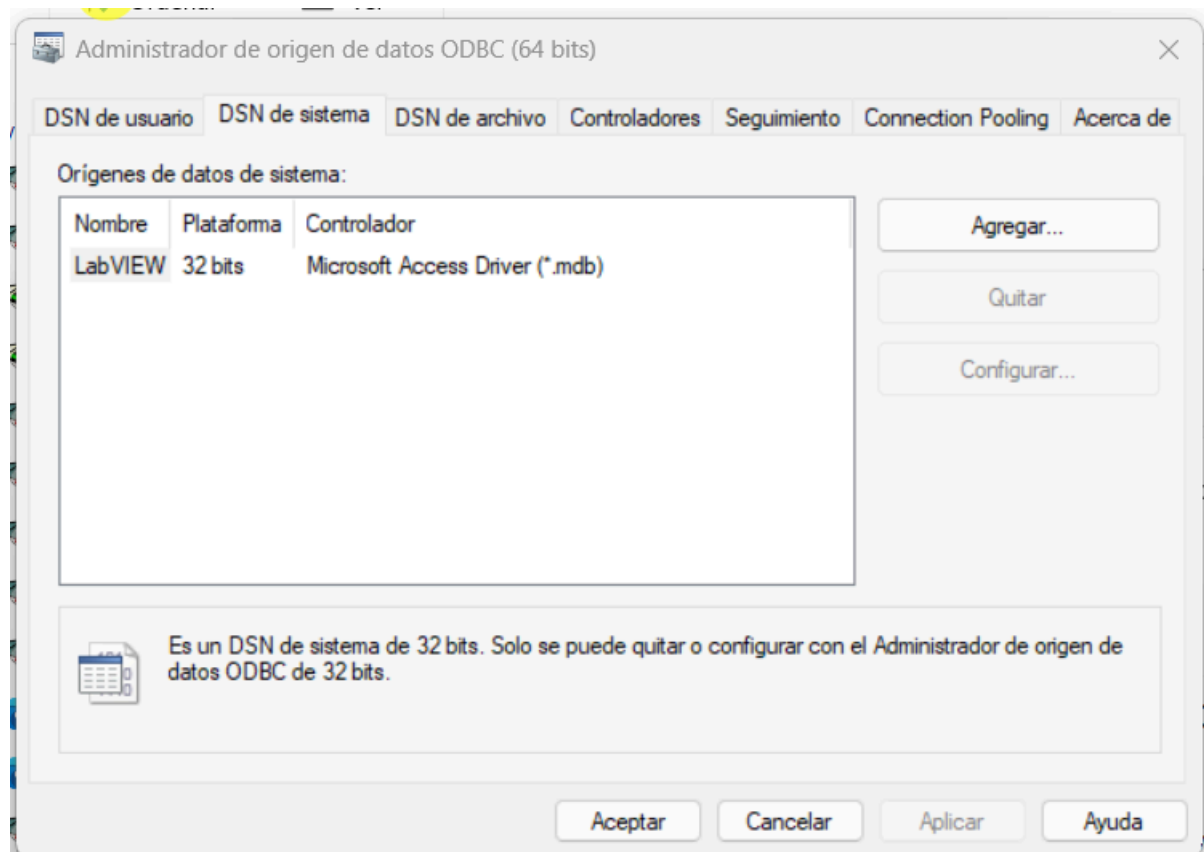 Administrador de origen de datos ODBC (64 bits)
DSN de usuario DSN de sistema DSN de archivo Controladores Seguimiento Connection Pooling Acerca de
Orígenes de datos de sistema:
Nombre Plataforma Controlador
Agregar...
LabVIEW 32 bits Microsoft Access Driver (*.mdb)
Quitar
Configurar...
Es un DSN de sistema de 32 bits. Solo se puede quitar o configurar con el Administrador de origen de
datos ODBC de 32 bits.
Aceptar Cancelar Aplicar Ayuda